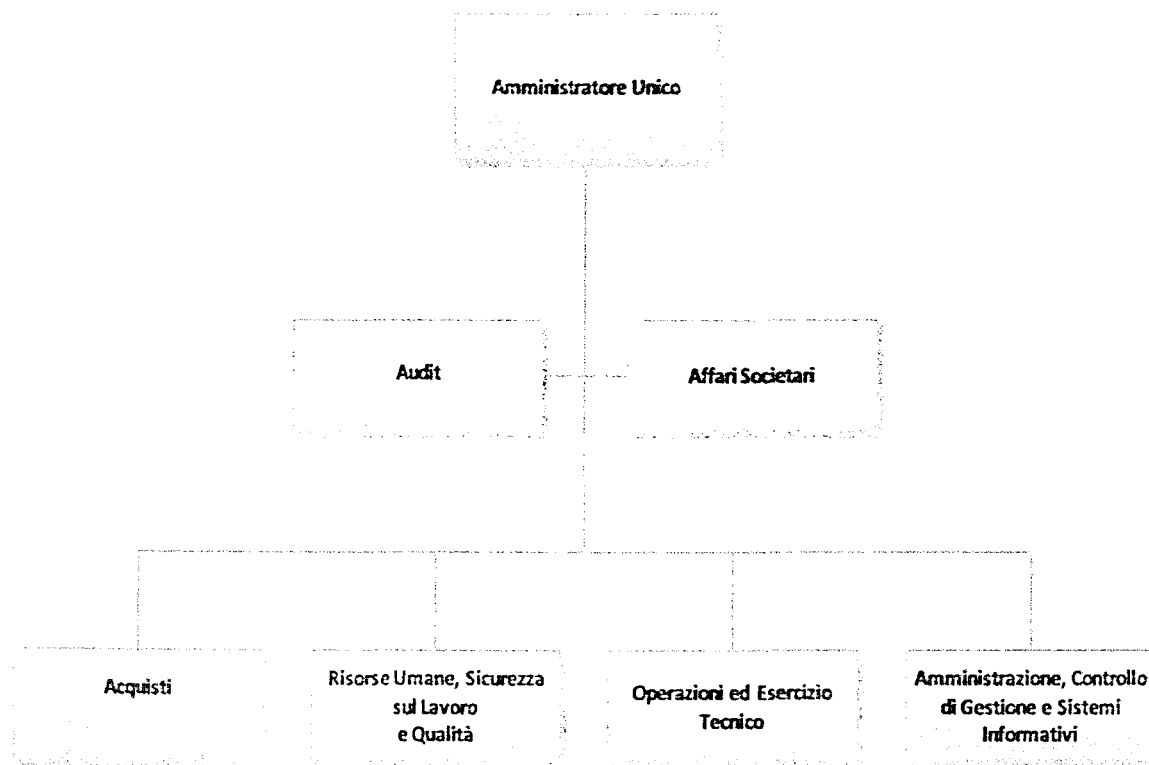 Amministratore Unico
Audit
Affari Societari
Acquisti
Risorse Umane, Sicurezza
sul Lavoro
e Qualità
Operazioni ed Esercizio
Tecnico
Amministrazione, Controllo
di Gestione e Sistemi
Informativi